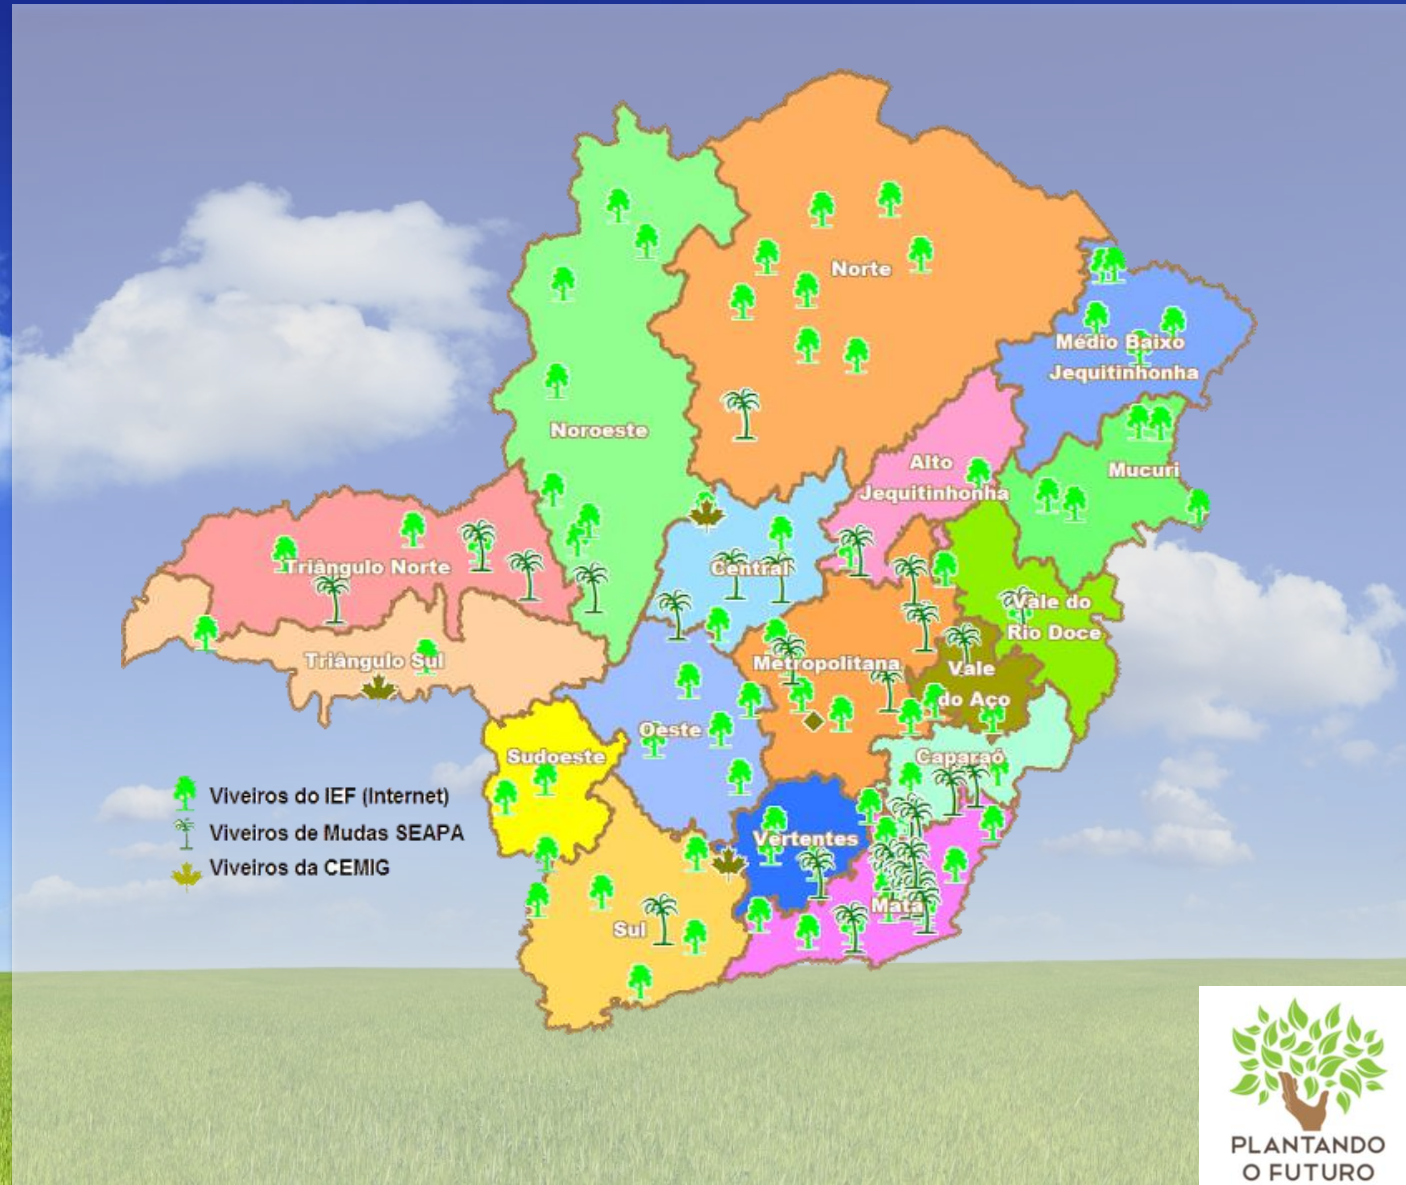 Norte
Médio Baixo
Jequitinhonha
Noroeste
Alto
Jequitinhonha
Mucuri
Triângulo Norte
Central
Vale do
Rio Doce
Triângulo Sul
Metropolitana
Vale
do Aço
Oeste
Sudoeste
Caparaó
Viveiros do IEF (Internet)
Viveiros de Mudas SEAPA
Viveiros da CEMIG
Vertentes
Mata
Sul
PLANTANDO
O FUTURO